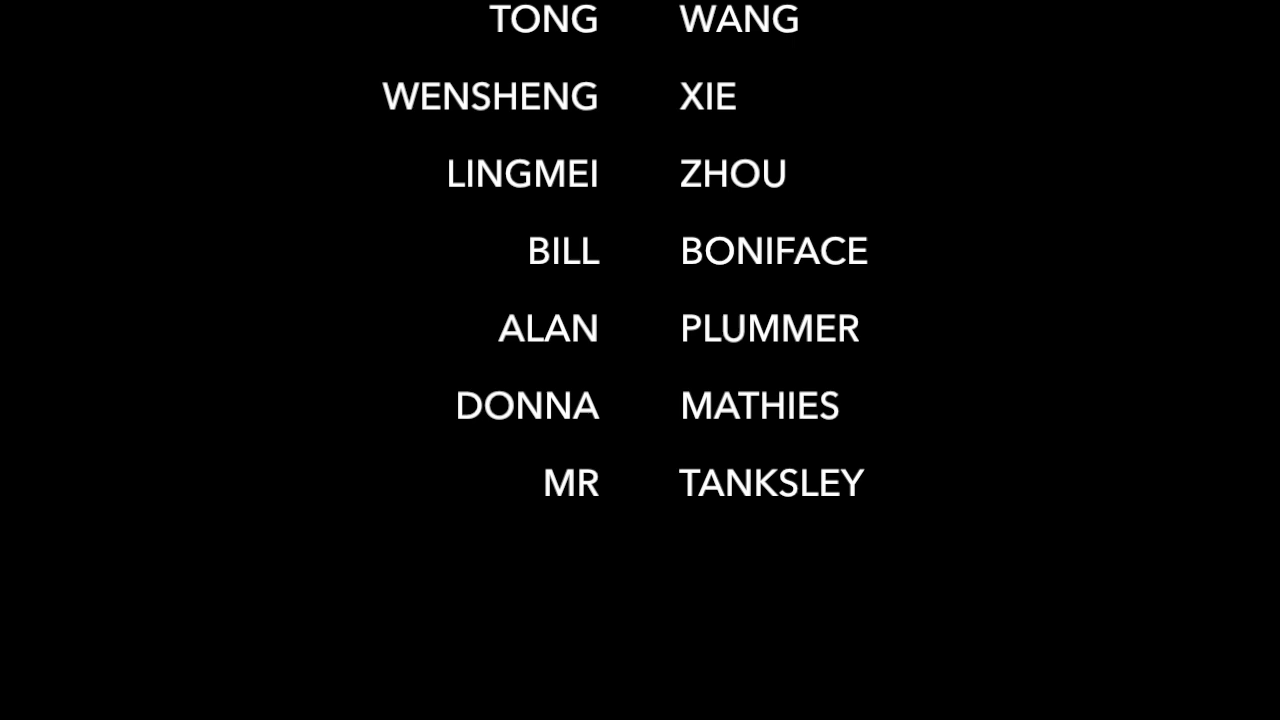 TONG WANG
WENSHENG XIE
LINGMEI ZHOU
BILL BONIFACE
ALAN PLUMMER
DONNA MATHIES
MR TANKSLEY